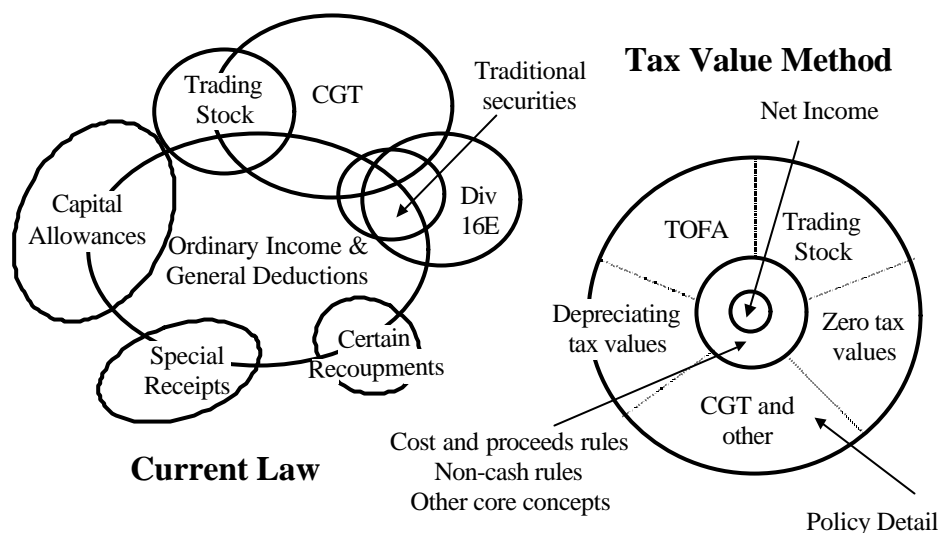 Trading
Stock
CGT
Traditional
securities
Capital
Allowances
Ordinary Income &
General Deductions
Div
16E
Special
Receipts
Certain
Recoupments
Current Law
Tax Value Method
Net Income
TOFA
Trading
Stock
Depreciating
tax values
Zero tax
values
CGT and
other
Cost and proceeds rules
Non-cash rules
Other core concepts
Policy Detail